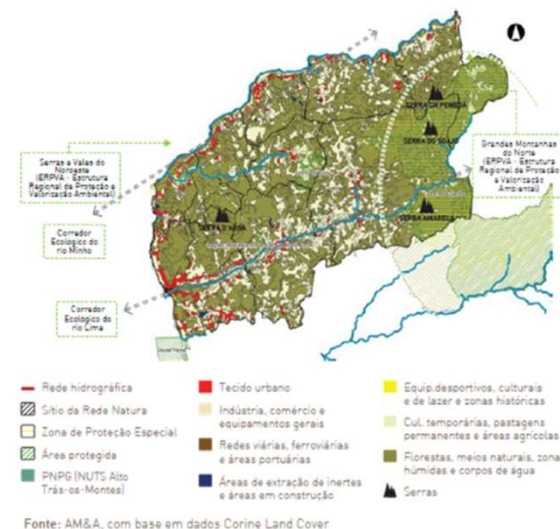 SERRA DA PENEDA
SERRA DO SOAJO
SERRA AMARELA
SERRA D'ARGA
Serras e Vales do
Noroeste
(ERPVA - Estrutura
Regional de Proteção e
Valorização Ambiental)
Corredor
Ecológico do
rio Minho
Corredor
Ecológico do
rio Lima
Grandes Montanhas
do Norte
(ERPVA - Estrutura
Regional de Proteção
e Valorização
Ambiental)
Rede hidrográfica
Sítio da Rede Natura
Zona de Proteção Especial
Área protegida
PNPG (NUTS Alto
Trás-os-Montes)
Tecido urbano
Indústria, comércio e
equipamentos gerais
Redes viárias, ferroviárias
e áreas portuárias
Áreas de extração de inertes
e áreas em construção
Equip.desportivos, culturais
e de lazer e zonas históricas
Cul. temporárias, pastagens
permanentes e áreas agrícolas
Florestas, meios naturais, zona
húmidas e corpos de água
Serras
Fonte: AM&A, com base em dados Corine Land Cover